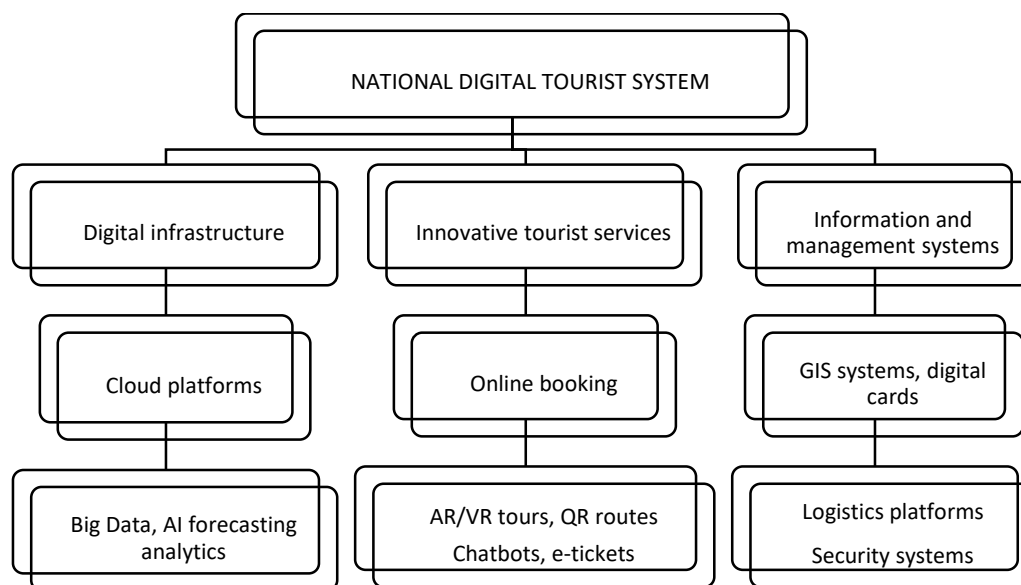 NATIONAL DIGITAL TOURIST SYSTEM
Digital infrastructure
Innovative tourist services
Information and
management systems
Cloud platforms
Online booking
GIS systems, digital
cards
Big Data, AI forecasting
analytics
AR/VR tours, QR routes
Chatbots, e-tickets
Logistics platforms
Security systems